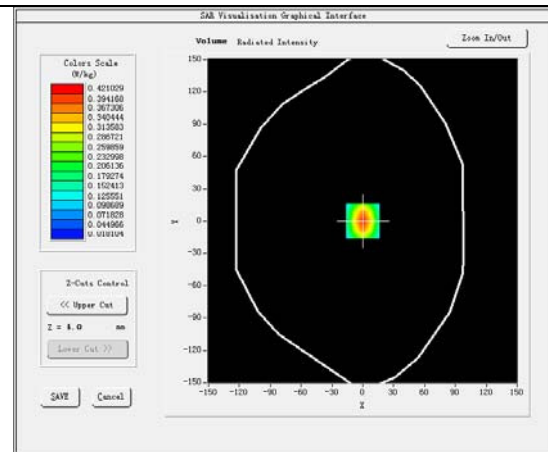 SAR Visualisation Graphical Interface
Volume Radiated Intensity
Zoom In/Out
Colors Scale
(W/kg)
0.421029
0.394168
0.367306
0.340444
0.313583
0.286721
0.259859
0.232998
0.206136
0.179274
0.152413
0.125551
0.098689
0.071828
0.044966
0.018104
150
120
90
60
30
0
-30
-60
-90
-120
-150
Y
-150 -120 -90 -60 -30 0 30 60 90 120 150
X
Z-Cuts Control
<< Upper Cut
Z = 4.0 mm
Lower Cut >>
SAVE Cancel